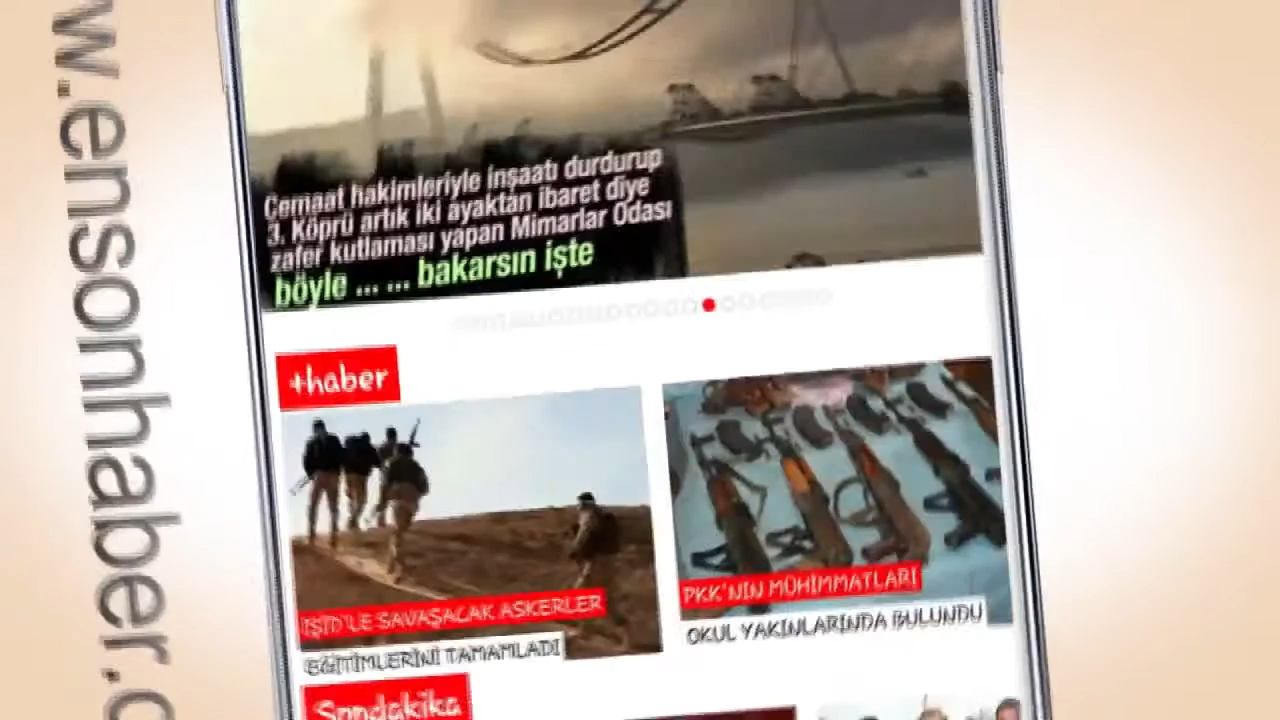 w.ensonhaber.c
Cemaat hakimleriyle inşaatı durdurup
3. Köprü artık iki ayaktan ibaret diye
zafer kutlaması yapan Mimarlar Odası
böyle ... ... bakarsın işte
+haber
IŞİD'LE SAVAŞACAK ASKERLER
EĞİTİMLERİNİ TAMAMLADI
PKK'NIN MÜHİMMATLARI
OKUL YAKINLARINDA BULUNDU
Sondakika